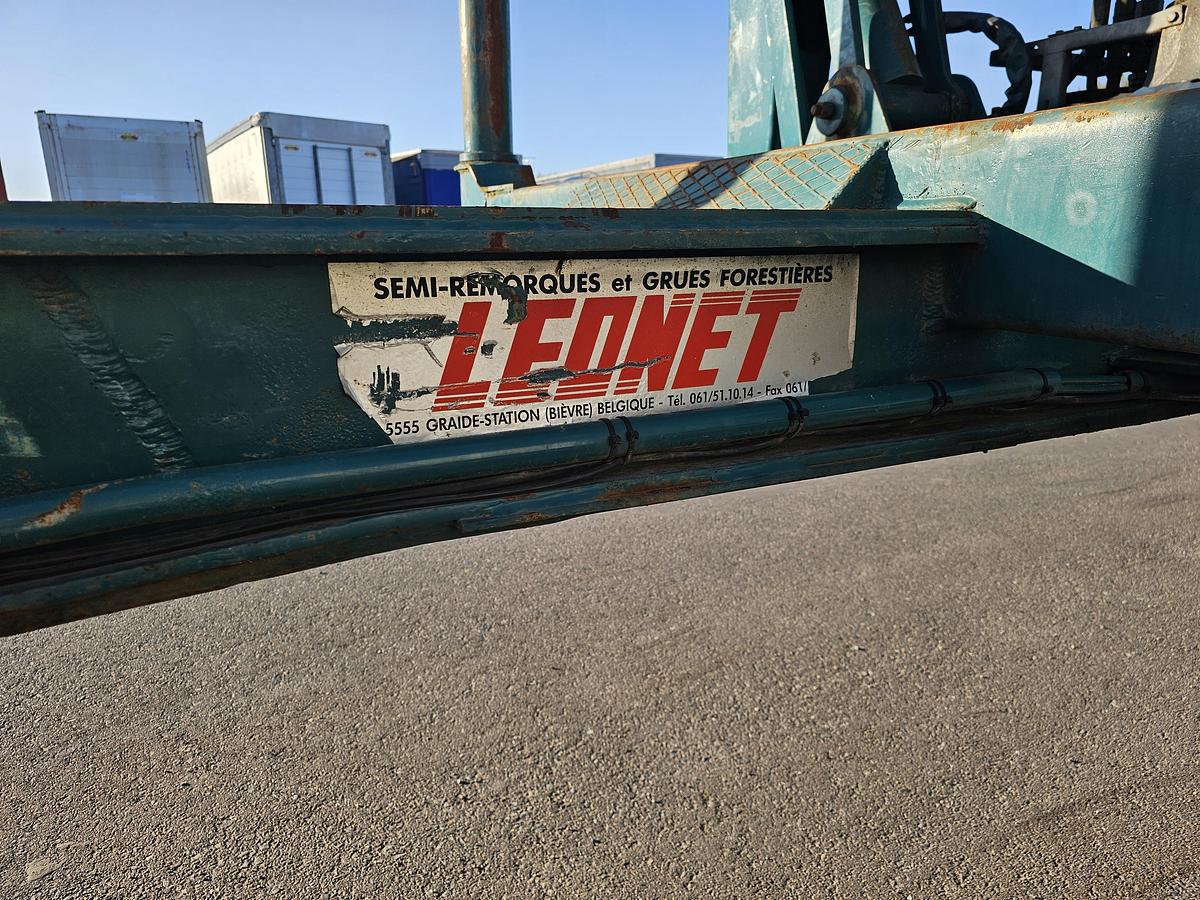 SEMI-REMORQUES et GRUES FORESTIÈRES
LEONET
5555 GRAIDE-STATION (BIÈVRE) BELGIQUE - Tél. 061/51.10.14 - Fax 061/